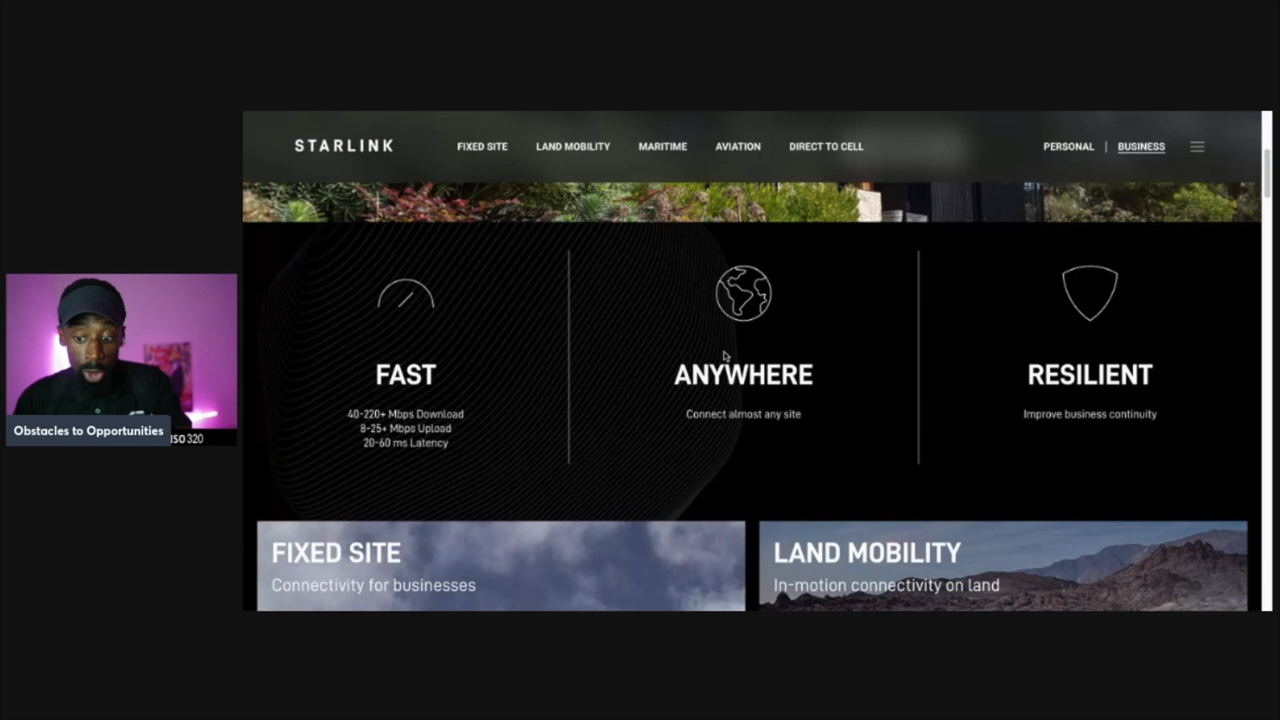 STARLINK
FIXED SITE
LAND MOBILITY
MARITIME
AVIATION
DIRECT TO CELL
PERSONAL | BUSINESS
FAST
40-220+ Mbps Download
8-25+ Mbps Upload
20-60 ms Latency
ANYWHERE
Connect almost any site
RESILIENT
Improve business continuity
Obstacles to Opportunities
ISO 320
FIXED SITE
Connectivity for businesses
LAND MOBILITY
In-motion connectivity on land